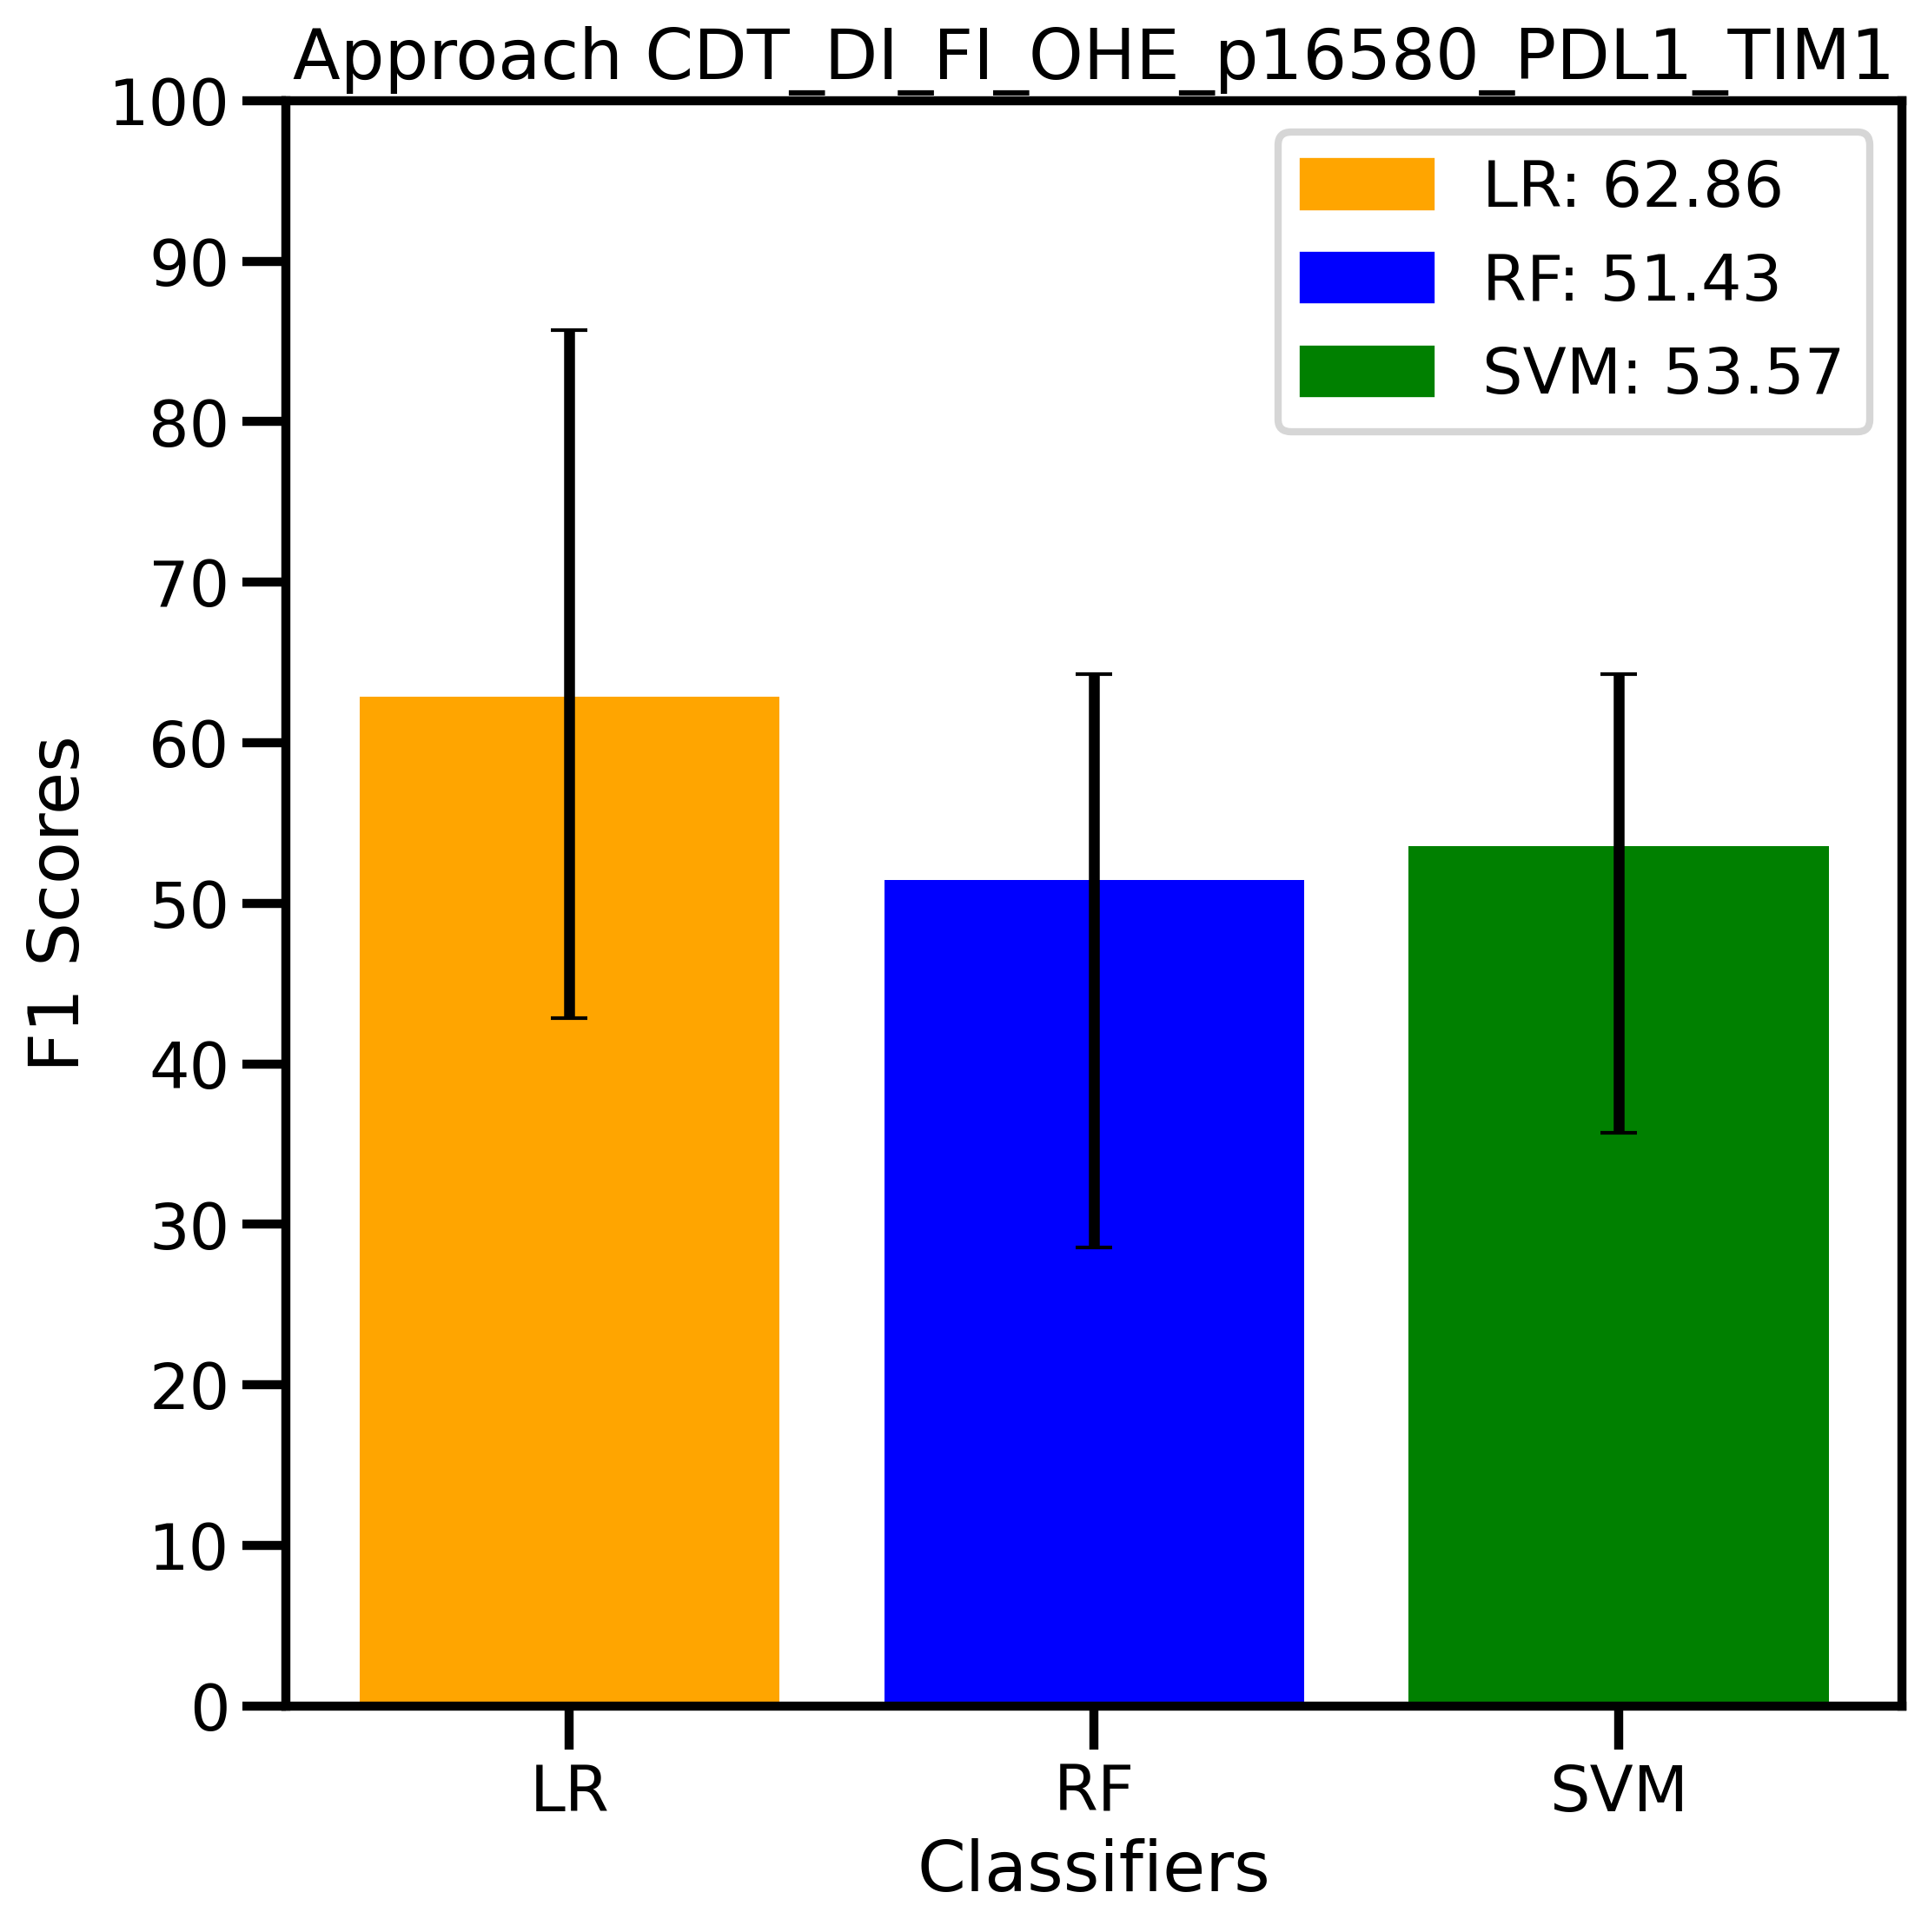 Approach CDT_DI_FI_OHE_p16580_PDL1_TIM1
100
90
80
70
60
50
40
30
20
10
0
F1 Scores
LR: 62.86
RF: 51.43
SVM: 53.57
LR
RF
SVM
Classifiers